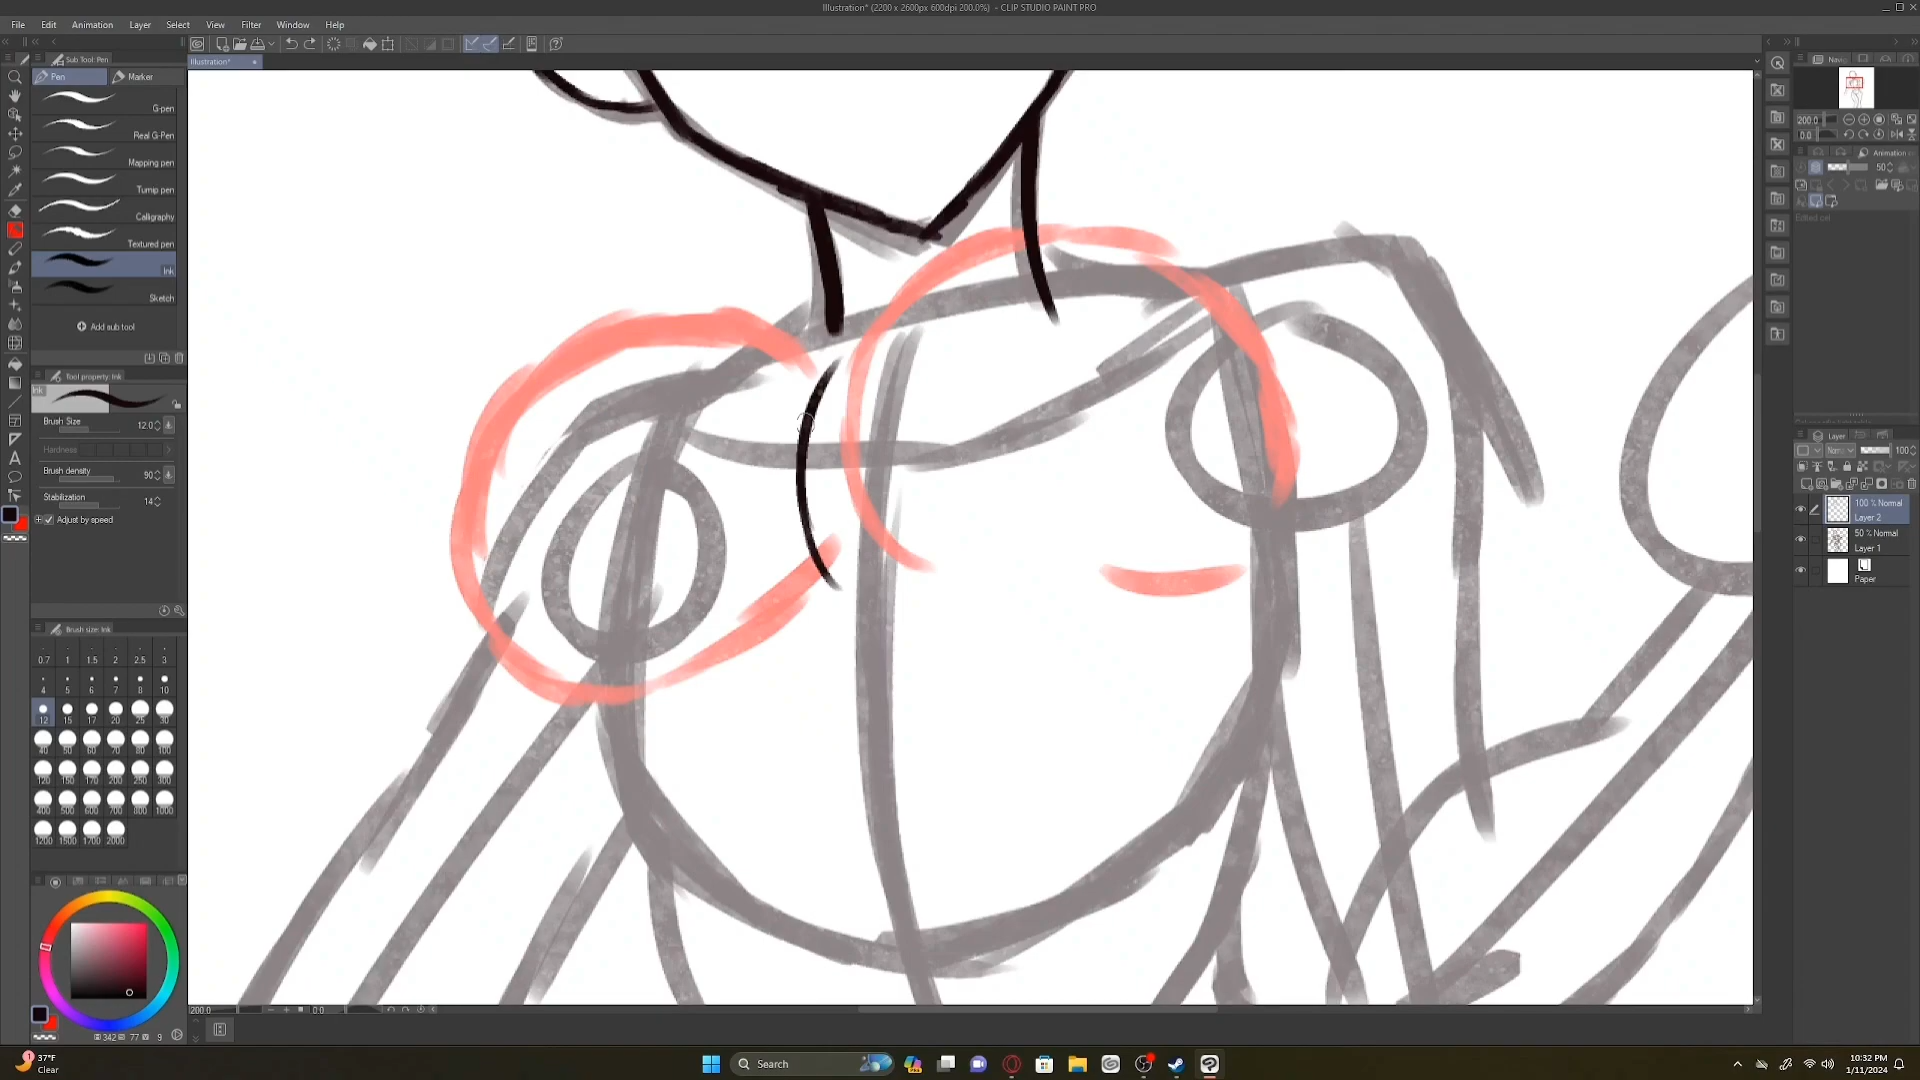 Illustration* (2200 x 2600px 600dpi 200.0%) - CLIP STUDIO PAINT PRO
File Edit Animation Layer Select View Filter Window Help
Illustration*
Sub Tool: Pen
Pen Marker
G-pen
Real G-Pen
Mapping pen
Turnip pen
Calligraphy
Textured pen
Ink
Sketch
Add sub tool
Tool property: Ink
Ink
Brush Size 12.0
Hardness
Brush density 90
Stabilization 14
Adjust by speed
Brush size: Ink
0.7 1 1.5 2 2.5 3
4 5 6 7 8 10
12 15 17 20 25 30
40 50 60 70 80 100
120 150 170 200 250 300
400 500 600 700 800 1000
1200 1500 1700 2000
342 77 9
200.0 0.0
200.0
0.0
Animation
50
Edited cel
Layer
100
100 % Normal
Layer 2
50 % Normal
Layer 1
Paper
37°F
Clear
Search
10:32 PM
1/11/2024